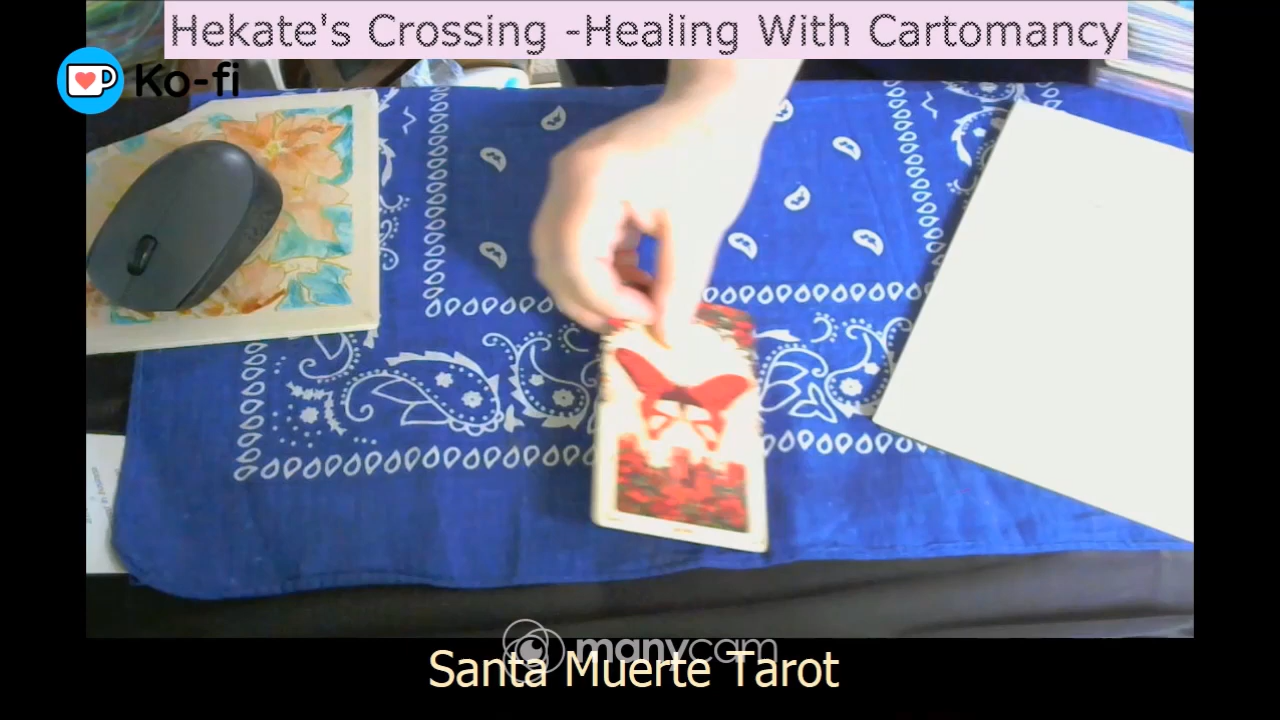 Hekate's Crossing -Healing With Cartomancy
Ko-fi
manycam
Santa Muerte Tarot